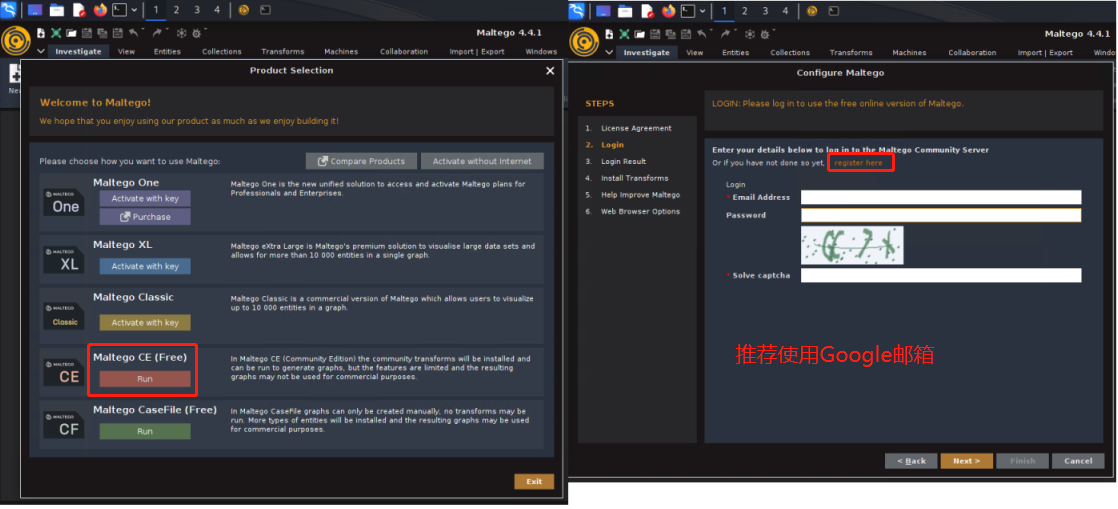 1 2 3 4
Maltego 4.4.1
Investigate View Entities Collections Transforms Machines Collaboration Import | Export Windows
Product Selection
Welcome to Maltego!
We hope that you enjoy using our product as much as we enjoy building it!
Please choose how you want to use Maltego:
Compare Products
Activate without Internet
MALTEGO
One
Maltego One
Activate with key
Purchase
Maltego One is the new unified solution to access and activate Maltego plans for
Professionals and Enterprises.
MALTEGO
XL
Maltego XL
Activate with key
Maltego eXtra Large is Maltego's premium solution to visualise large data sets and
allows for more than 10 000 entities in a single graph.
MALTEGO
Classic
Maltego Classic
Activate with key
Maltego Classic is a commercial version of Maltego which allows users to visualize
up to 10 000 entities in a graph.
MALTEGO
CE
Maltego CE (Free)
Run
In Maltego CE (Community Edition) the community transforms will be installed and
can be run to generate graphs, but the features are limited and the resulting
graphs may not be used for commercial purposes.
MALTEGO
CF
Maltego CaseFile (Free)
Run
In Maltego CaseFile graphs can only be created manually, no transforms may be
run. More types of entities will be installed and the resulting graphs may be used
for commercial purposes.
Exit
1 2 3 4
Maltego 4.4.1
Investigate View Entities Collections Transforms Machines Collaboration Import | Export Windo
Configure Maltego
STEPS
1. License Agreement
2. Login
3. Login Result
4. Install Transforms
5. Help Improve Maltego
6. Web Browser Options
LOGIN: Please log in to use the free online version of Maltego.
Enter your details below to log in to the Maltego Community Server
Or if you have not done so yet, register here
Login
* Email Address
Password
* Solve captcha
推荐使用Google邮箱
< Back
Next >
Finish
Cancel